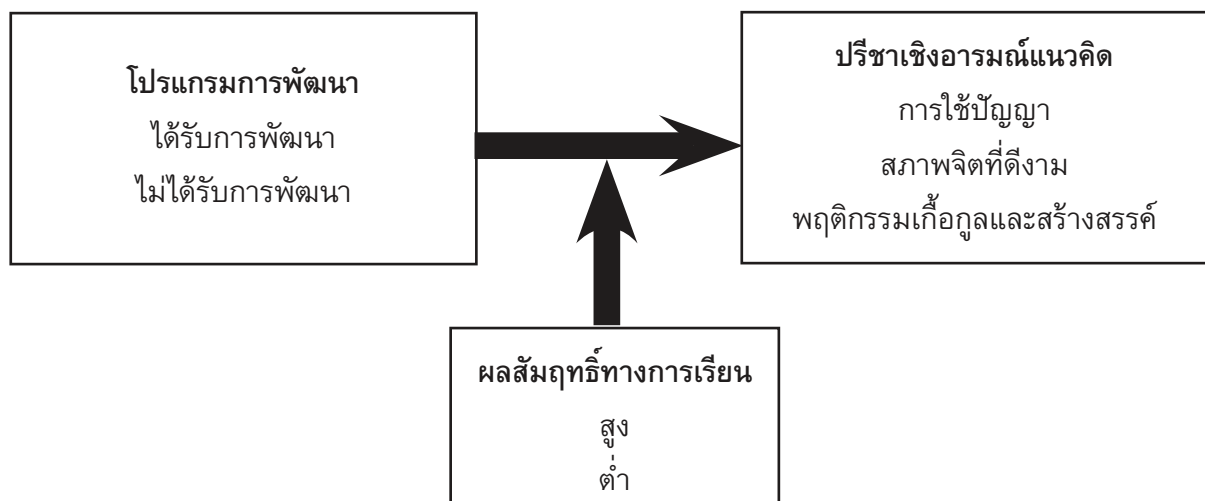 โปรแกรมการพัฒนา
ได้รับการพัฒนา
ไม่ได้รับการพัฒนา
ปรีชาเชิงอารมณ์แนวคิด
การใช้ปัญญา
สภาพจิตที่ดีงาม
พฤติกรรมเกื้อกูลและสร้างสรรค์
ผลสัมฤทธิ์ทางการเรียน
สูง
ต่ำ